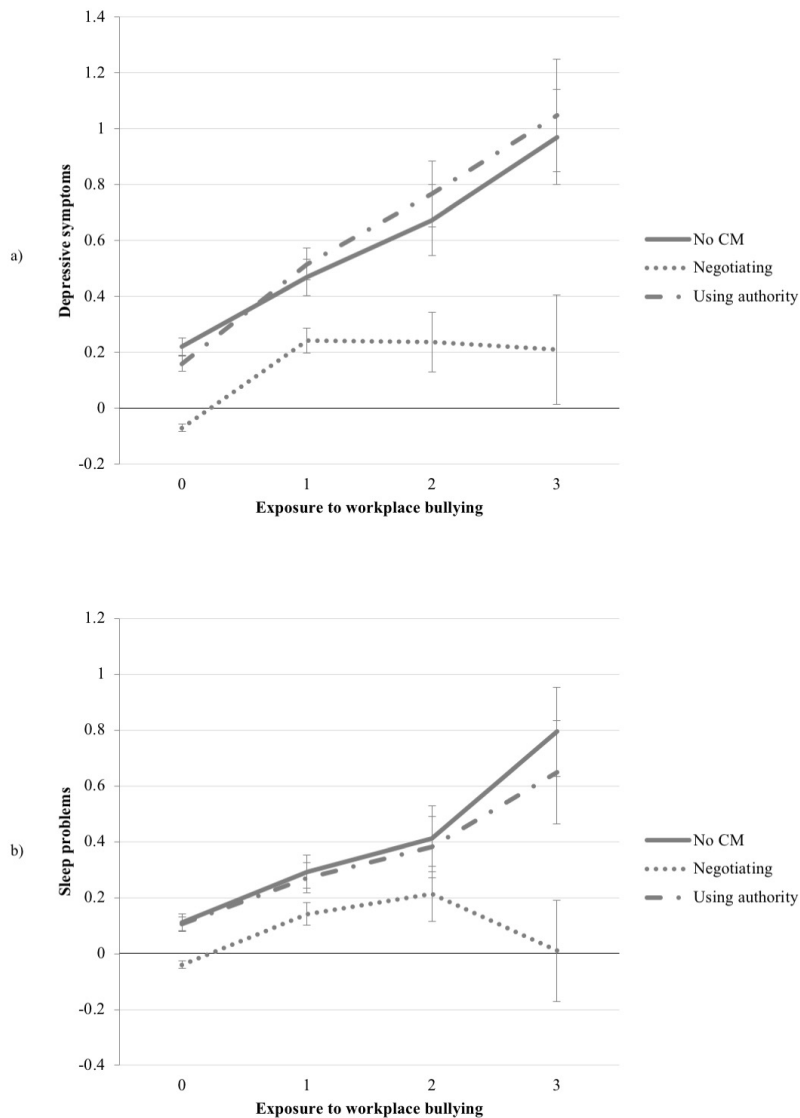 a)
Depressive symptoms
1.4
1.2
1
0.8
0.6
0.4
0.2
0
-0.2
0 1 2 3
Exposure to workplace bullying
No CM
Negotiating
Using authority
b)
Sleep problems
1.2
1
0.8
0.6
0.4
0.2
0
-0.2
-0.4
0 1 2 3
Exposure to workplace bullying
No CM
Negotiating
Using authority